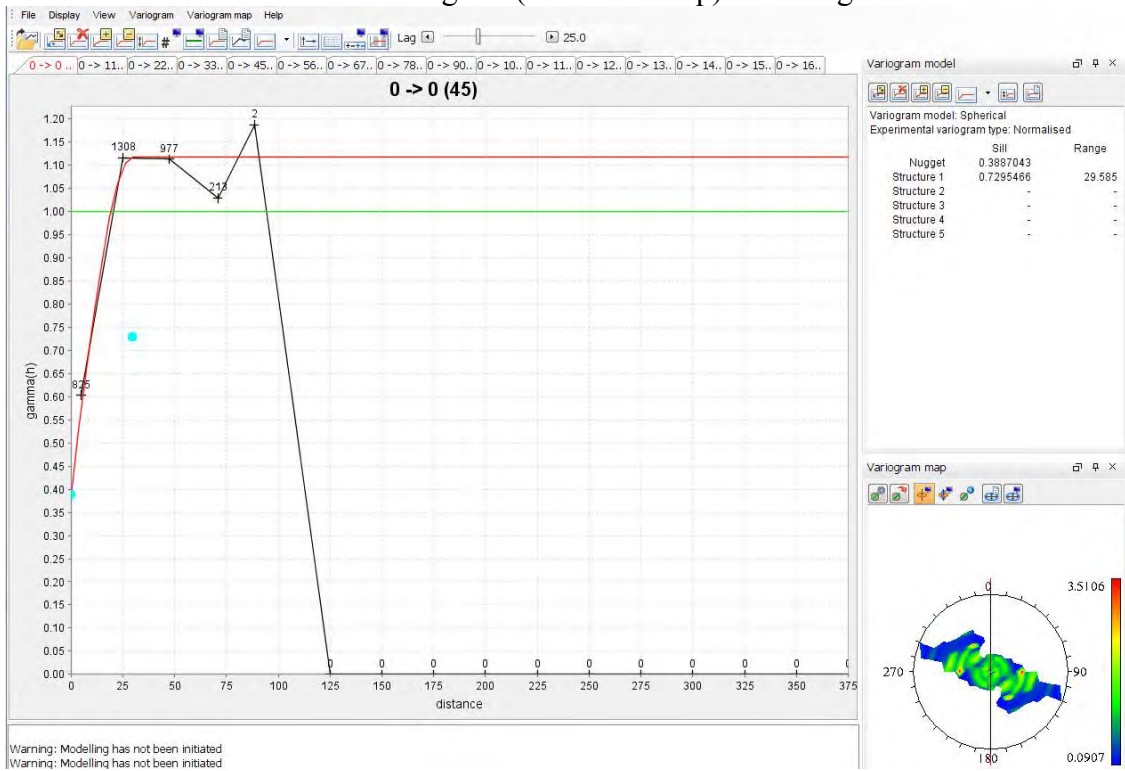 File Display View Variogram Variogram map Help
# Lag 25.0
0 -> 0 .. 0 -> 11.. 0 -> 22.. 0 -> 33.. 0 -> 45.. 0 -> 56.. 0 -> 67.. 0 -> 78.. 0 -> 90.. 0 -> 10.. 0 -> 11.. 0 -> 12.. 0 -> 13.. 0 -> 14.. 0 -> 15.. 0 -> 16..
0 -> 0 (45)
1.20
1.15
1.10
1.05
1.00
0.95
0.90
0.85
0.80
0.75
0.70
0.65
0.60
0.55
0.50
0.45
0.40
0.35
0.30
0.25
0.20
0.15
0.10
0.05
0.00
gamma(h)
825
1308
977
213
2
0 0 0 0 0 0 0 0 0 0
0 25 50 75 100 125 150 175 200 225 250 275 300 325 350 375
distance
Warning: Modelling has not been initiated
Warning: Modelling has not been initiated
Variogram model
Variogram model: Spherical
Experimental variogram type: Normalised
Sill Range
Nugget 0.3887043
Structure 1 0.7295466 29.585
Structure 2 - -
Structure 3 - -
Structure 4 - -
Structure 5 - -
Variogram map
0
90
180
270
3.5106
0.0907